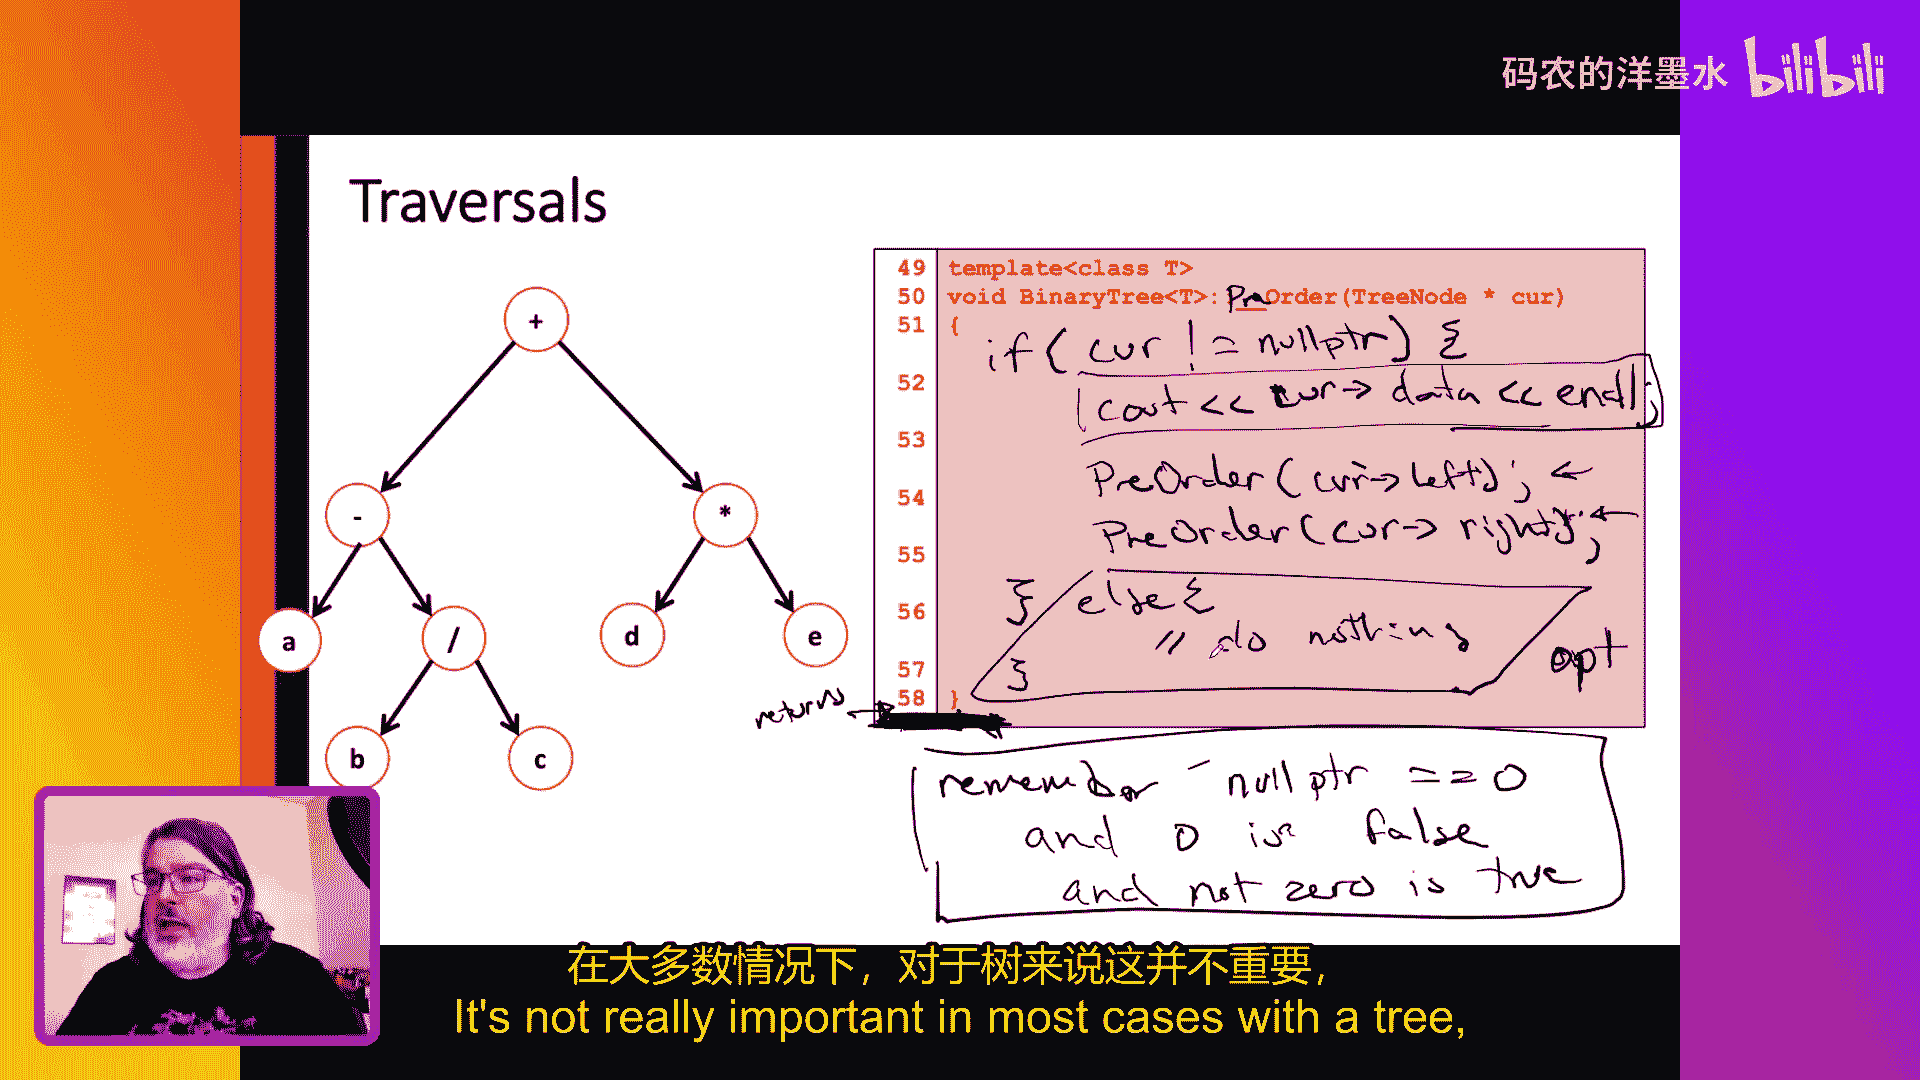 码农的洋墨水 bilibili
Traversals
+
-
*
a
/
d
e
b
c
49 template<class T>
50 void BinaryTree<T>::PreOrder(TreeNode * cur)
51 {
if( cur != nullptr) {
52
cout << cur-> data << endl;
53
PreOrder( cur->left); ←
54
PreOrder(cur-> right); ←
55
} else {
56
// do nothing
opt
57
}
58 }
returns →
remember - nullptr == 0
and 0 is false
and not zero is true
在大多数情况下，对于树来说这并不重要，
It's not really important in most cases with a tree,